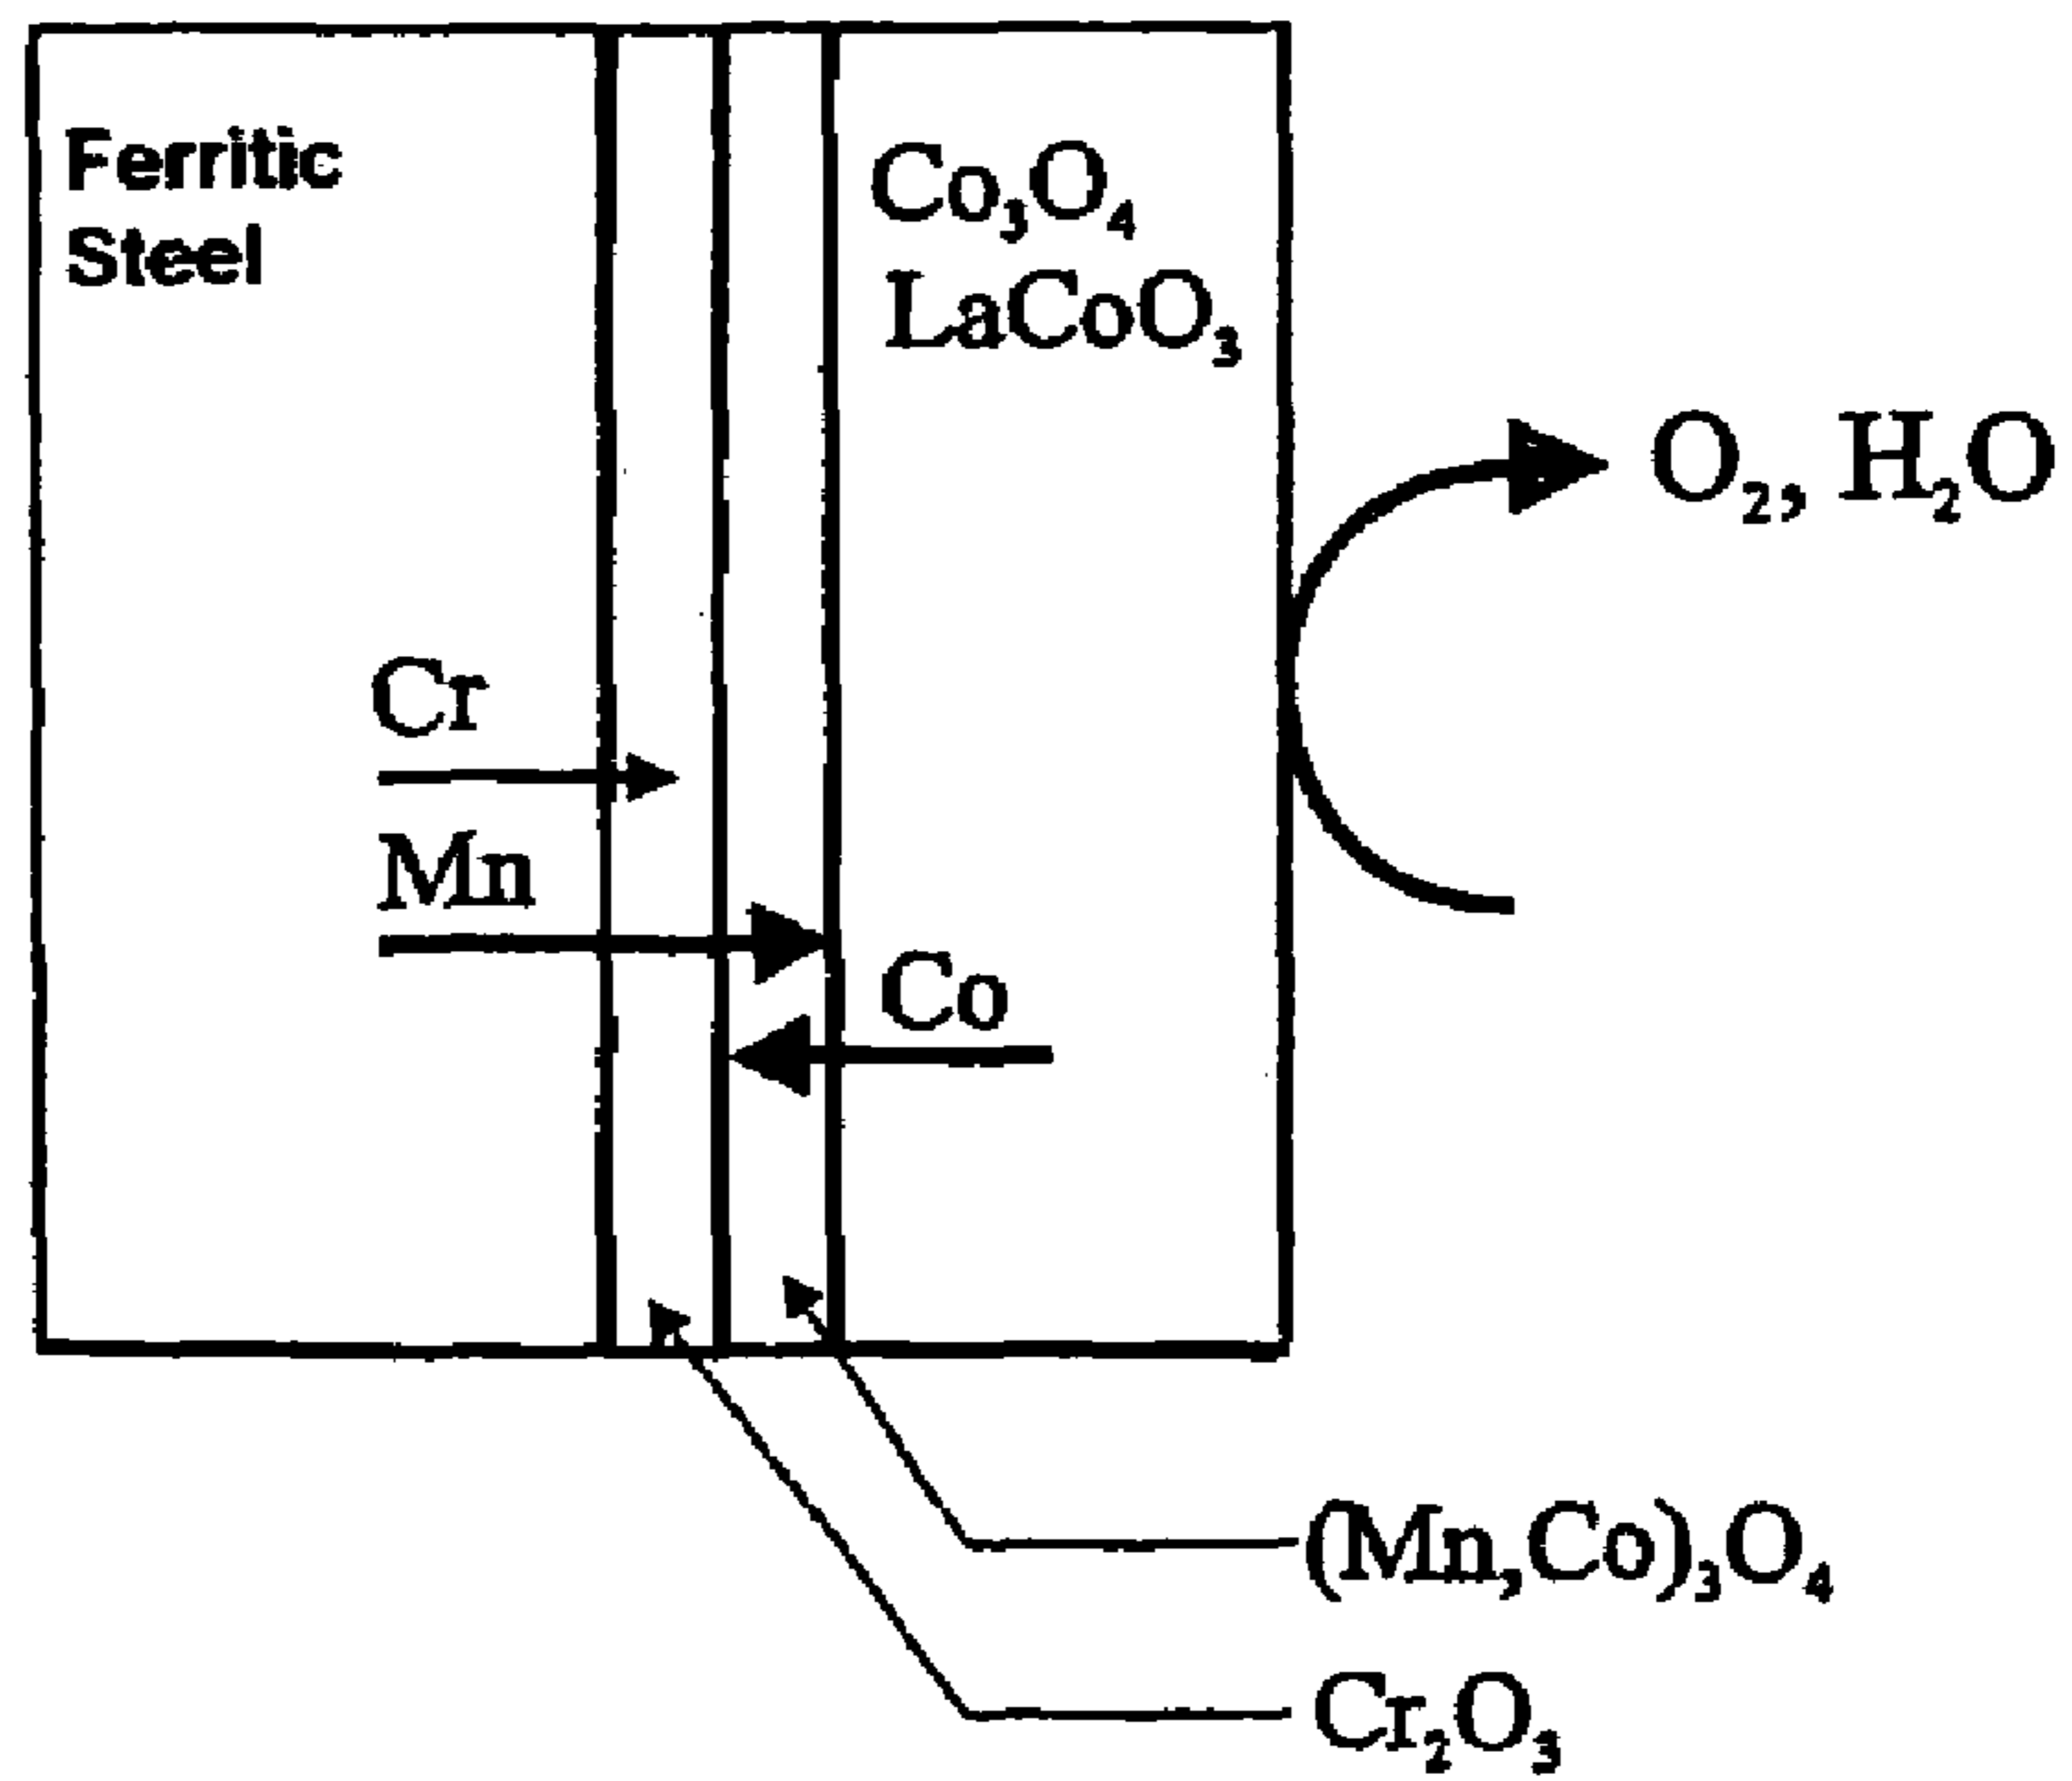 Ferritic
Steel
Co₃O₄
LaCoO₃
O₂, H₂O
Cr
Mn
Co
(Mn,Co)₃O₄
Cr₂O₃